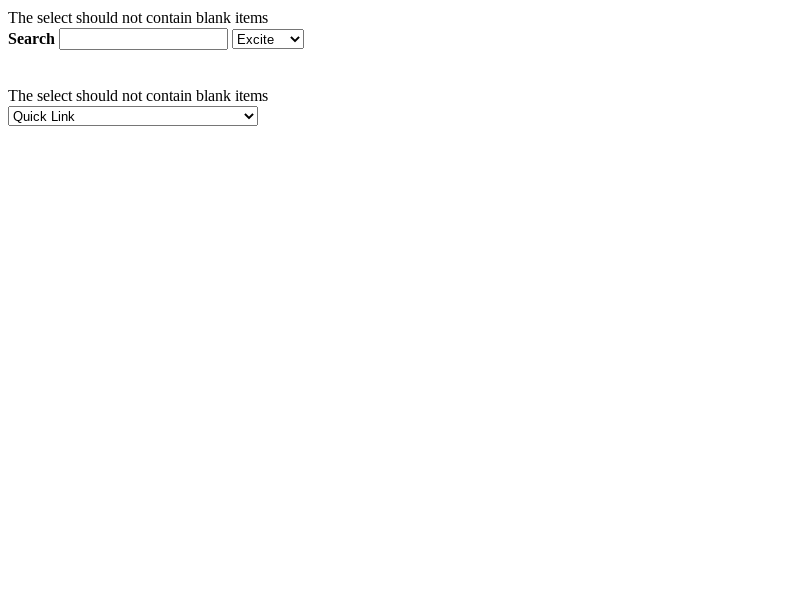 The select should not contain blank items
Search Excite
The select should not contain blank items
Quick Link